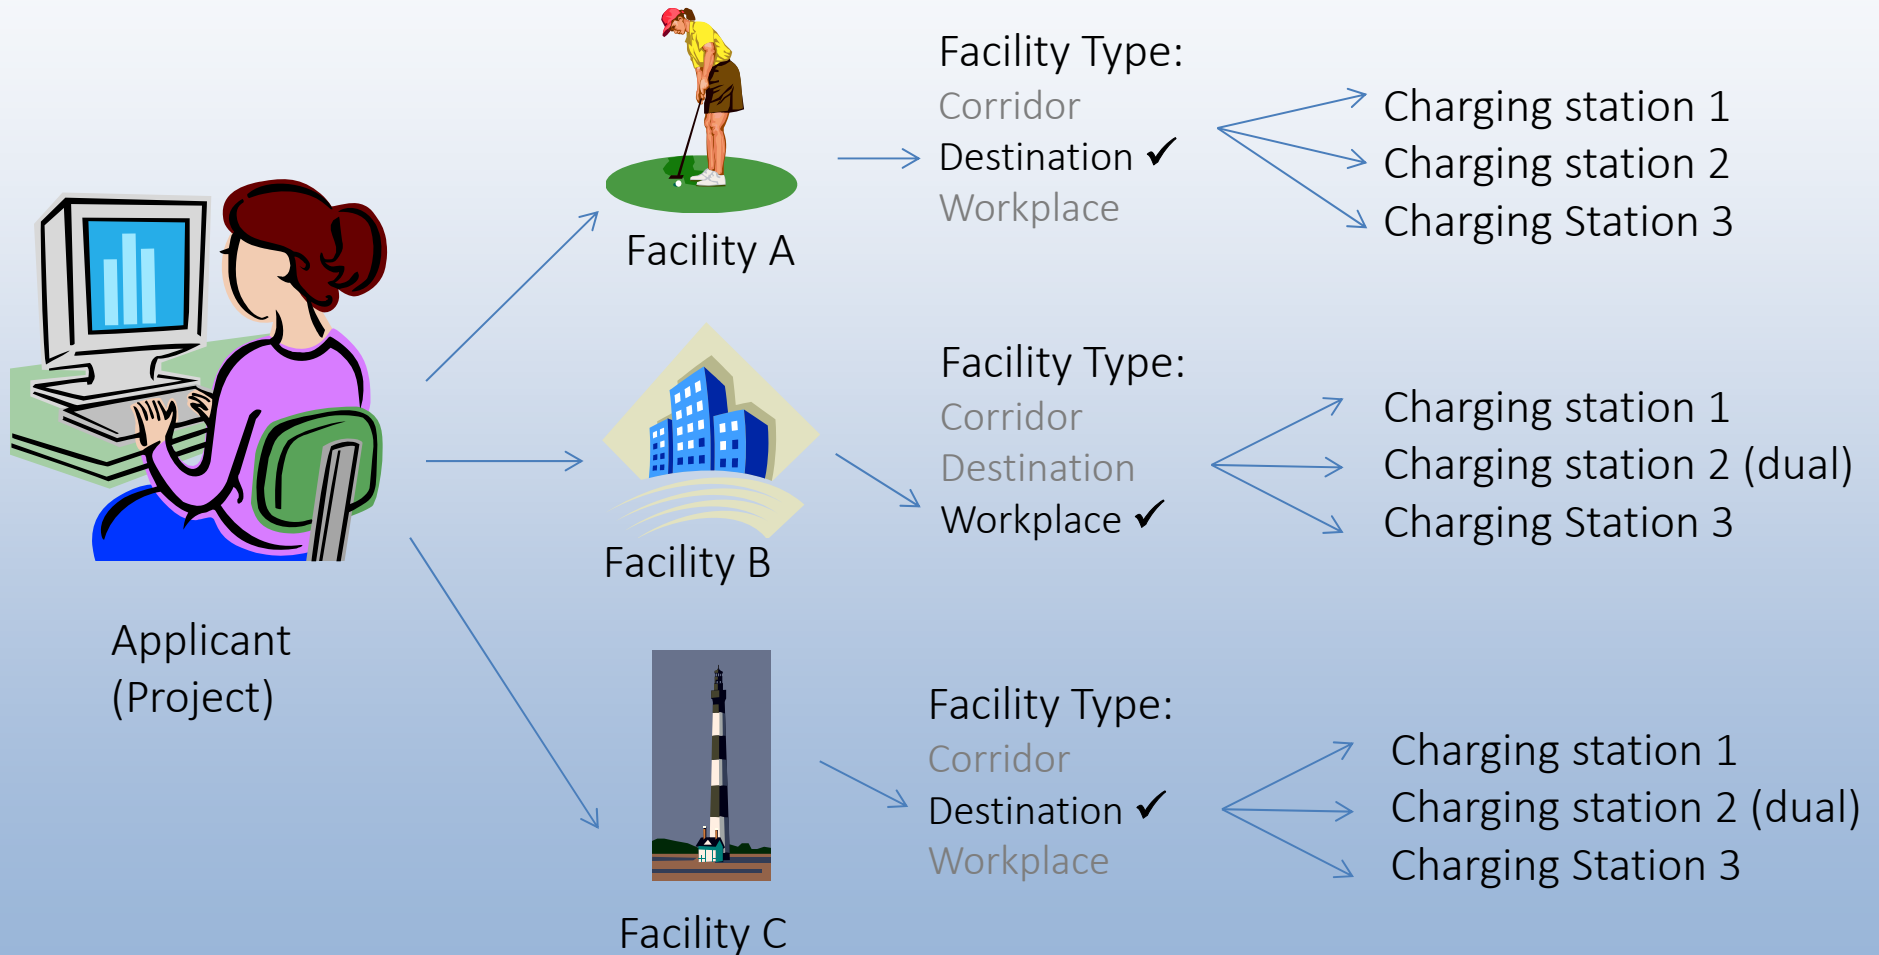 Applicant
(Project)
Facility A
Facility Type:
Corridor
Destination ✓
Workplace
Charging station 1
Charging station 2
Charging Station 3
Facility B
Facility Type:
Corridor
Destination
Workplace ✓
Charging station 1
Charging station 2 (dual)
Charging Station 3
Facility C
Facility Type:
Corridor
Destination ✓
Workplace
Charging station 1
Charging station 2 (dual)
Charging Station 3